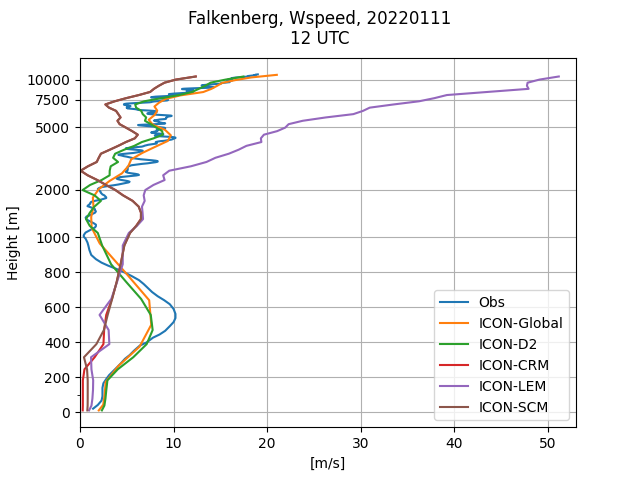 Falkenberg, Wspeed, 20220111
12 UTC
10000
7500
5000
2000
1000
800
600
400
200
0
Height [m]
0 10 20 30 40 50
[m/s]
Obs
ICON-Global
ICON-D2
ICON-CRM
ICON-LEM
ICON-SCM